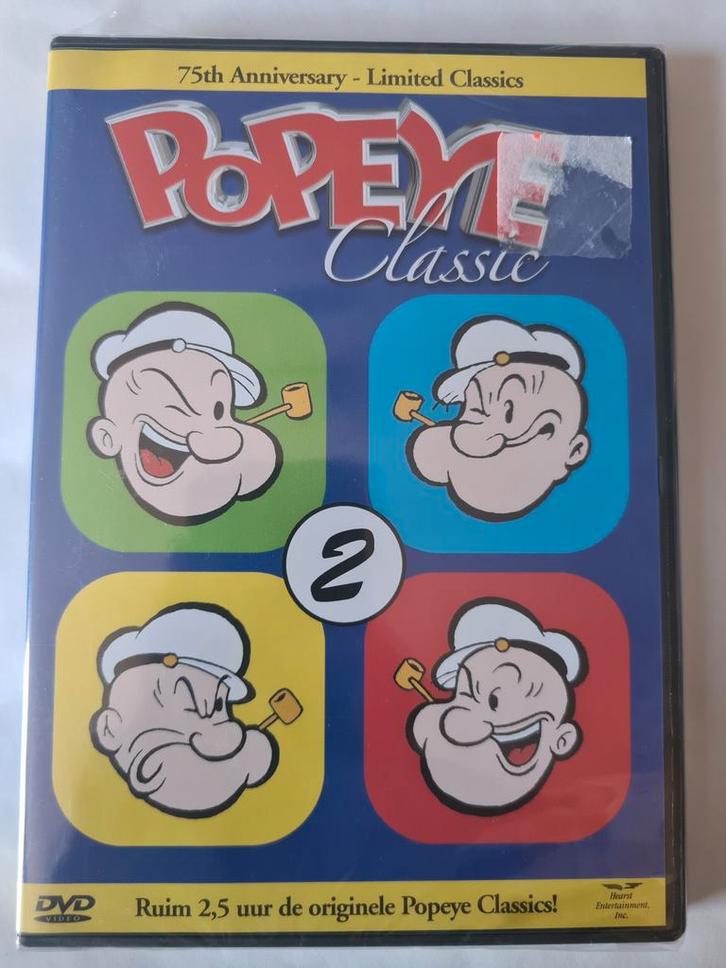 75th Anniversary - Limited Classics
POPEYE
Classic
2
DVD
VIDEO
Ruim 2,5 uur de originele Popeye Classics!
Hearst
Entertainment,
Inc.